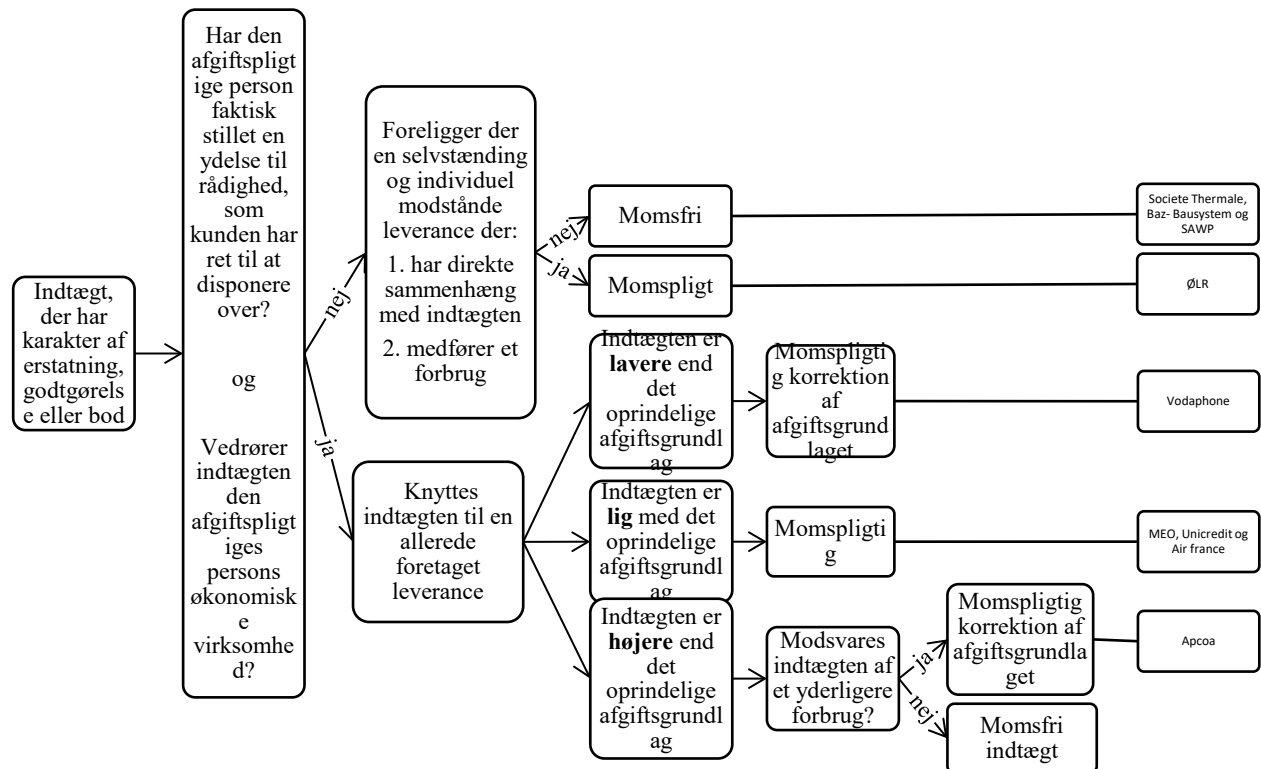 Indtægt,
der har
karakter af
erstatning,
godtgørels
e eller bod
Har den
afgiftspligt
ige person
faktisk
stillet en
ydelse til
rådighed,
som
kunden har
ret til at
disponere
over?
og
Vedrører
indtægten
den
afgiftspligt
iges
persons
økonomisk
e
virksomhe
d?
nej
ja
Foreligger der
en selvstænding
og individuel
modstånde
leverance der:
1. har direkte
sammenhæng
med indtægten
2. medfører et
forbrug
nej
ja
Momsfri
Momspligt
Societe Thermale,
Baz- Bausystem og
SAWP
ØLR
Knyttes
indtægten til en
allerede
foretaget
leverance
Indtægten er
lavere end
det
oprindelige
afgiftsgrundl
ag
Momspligti
g korrektion
af
afgiftsgrund
laget
Vodaphone
Indtægten er
lig med det
oprindelige
afgiftsgrundl
ag
Momspligti
g
MEO, Unicredit og
Air france
Indtægten er
højere end
det
oprindelige
afgiftsgrundl
ag
Modsvares
indtægten af
et yderligere
forbrug?
ja
nej
Momspligtig
korrektion af
afgiftsgrundla
get
Apcoa
Momsfri
indtægt